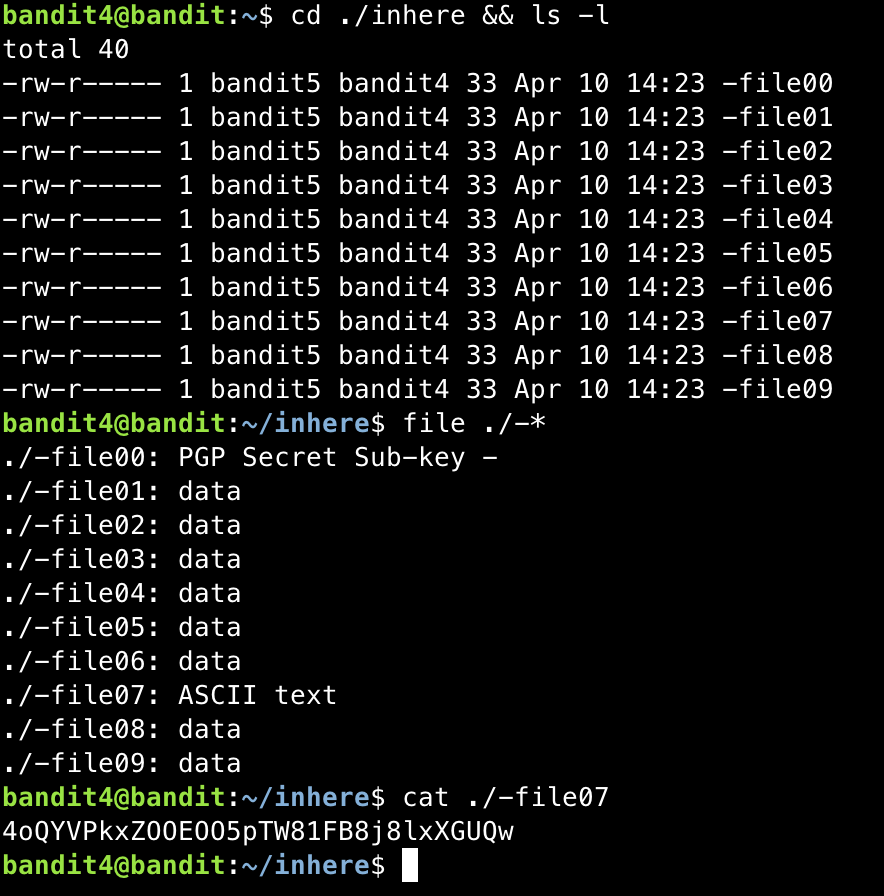 bandit4@bandit:~$ cd ./inhere && ls -l
total 40
-rw-r----- 1 bandit5 bandit4 33 Apr 10 14:23 -file00
-rw-r----- 1 bandit5 bandit4 33 Apr 10 14:23 -file01
-rw-r----- 1 bandit5 bandit4 33 Apr 10 14:23 -file02
-rw-r----- 1 bandit5 bandit4 33 Apr 10 14:23 -file03
-rw-r----- 1 bandit5 bandit4 33 Apr 10 14:23 -file04
-rw-r----- 1 bandit5 bandit4 33 Apr 10 14:23 -file05
-rw-r----- 1 bandit5 bandit4 33 Apr 10 14:23 -file06
-rw-r----- 1 bandit5 bandit4 33 Apr 10 14:23 -file07
-rw-r----- 1 bandit5 bandit4 33 Apr 10 14:23 -file08
-rw-r----- 1 bandit5 bandit4 33 Apr 10 14:23 -file09
bandit4@bandit:~/inhere$ file ./-*
./-file00: PGP Secret Sub-key -
./-file01: data
./-file02: data
./-file03: data
./-file04: data
./-file05: data
./-file06: data
./-file07: ASCII text
./-file08: data
./-file09: data
bandit4@bandit:~/inhere$ cat ./-file07
4oQYVPkxZOOEOO5pTW81FB8j8lxXGUQw
bandit4@bandit:~/inhere$